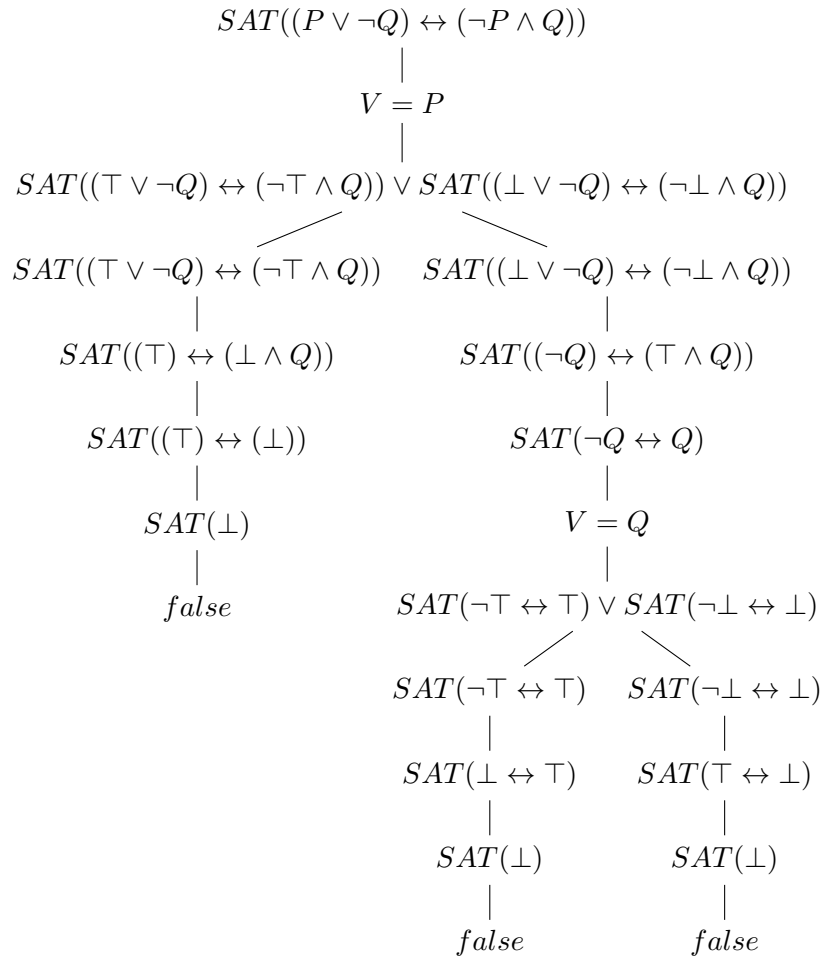 SAT((P ∨ ¬Q) ↔ (¬P ∧ Q))
V = P
SAT((⊤ ∨ ¬Q) ↔ (¬⊤ ∧ Q)) ∨ SAT((⊥ ∨ ¬Q) ↔ (¬⊥ ∧ Q))
SAT((⊤ ∨ ¬Q) ↔ (¬⊤ ∧ Q)) SAT((⊥ ∨ ¬Q) ↔ (¬⊥ ∧ Q))
SAT((⊤) ↔ (⊥ ∧ Q)) SAT((¬Q) ↔ (⊤ ∧ Q))
SAT((⊤) ↔ (⊥)) SAT(¬Q ↔ Q)
SAT(⊥) V = Q
false SAT(¬⊤ ↔ ⊤) ∨ SAT(¬⊥ ↔ ⊥)
SAT(¬⊤ ↔ ⊤) SAT(¬⊥ ↔ ⊥)
SAT(⊥ ↔ ⊤) SAT(⊤ ↔ ⊥)
SAT(⊥) SAT(⊥)
false false